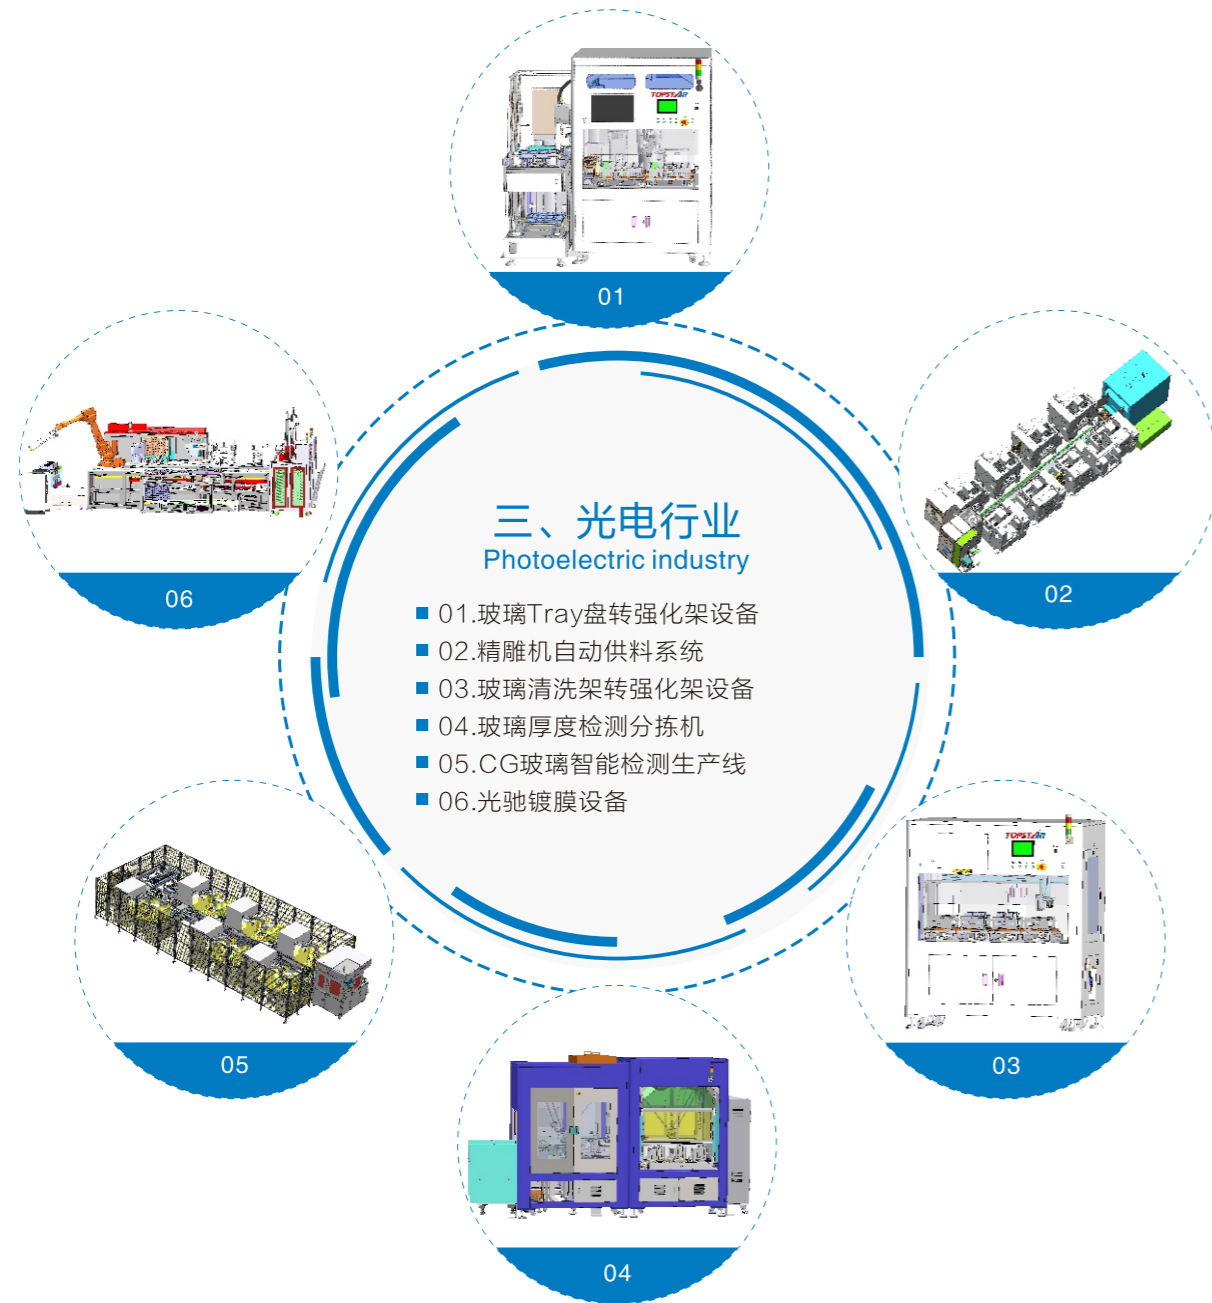 TOPSTAR
01
02
06
三、光电行业
Photoelectric industry
01.玻璃Tray盘转强化架设备
02.精雕机自动供料系统
03.玻璃清洗架转强化架设备
04.玻璃厚度检测分拣机
05.CG玻璃智能检测生产线
06.光驰镀膜设备
TOPSTAR
05
03
04